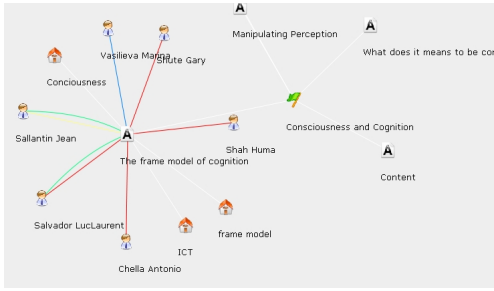 Manipulating Perception
What does it means to be con
Vasilieva Marina
Shute Gary
Conciousness
Consciousness and Cognition
Sallantin Jean
Shah Huma
The frame model of cognition
Content
Salvador LucLaurent
frame model
ICT
Chella Antonio